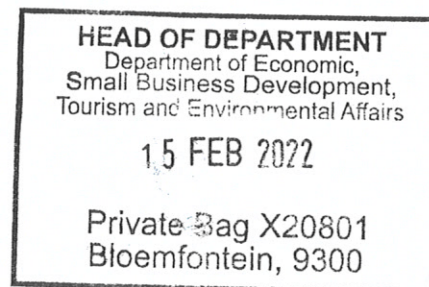 HEAD OF DEPARTMENT
Department of Economic,
Small Business Development,
Tourism and Environmental Affairs
15 FEB 2022
Private Bag X20801
Bloemfontein, 9300